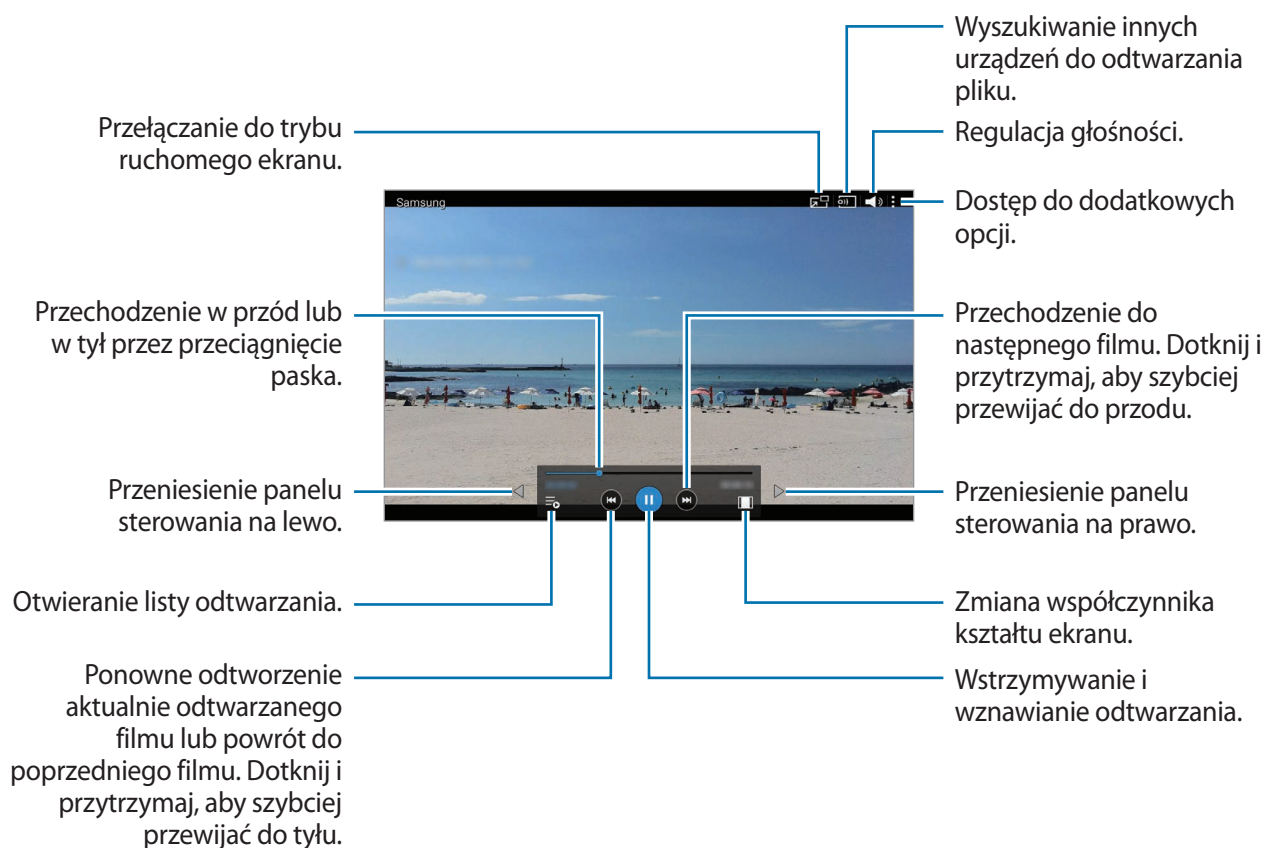 Wyszukiwanie innych
urządzeń do odtwarzania
pliku.
Przełączanie do trybu
ruchomego ekranu.
Regulacja głośności.
Samsung
Dostęp do dodatkowych
opcji.
Przechodzenie w przód lub
w tył przez przeciągnięcie
paska.
Przechodzenie do
następnego filmu. Dotknij i
przytrzymaj, aby szybciej
przewijać do przodu.
Przeniesienie panelu
sterowania na lewo.
Przeniesienie panelu
sterowania na prawo.
Otwieranie listy odtwarzania.
Zmiana współczynnika
kształtu ekranu.
Ponowne odtworzenie
aktualnie odtwarzanego
filmu lub powrót do
poprzedniego filmu. Dotknij i
przytrzymaj, aby szybciej
przewijać do tyłu.
Wstrzymywanie i
wznawianie odtwarzania.